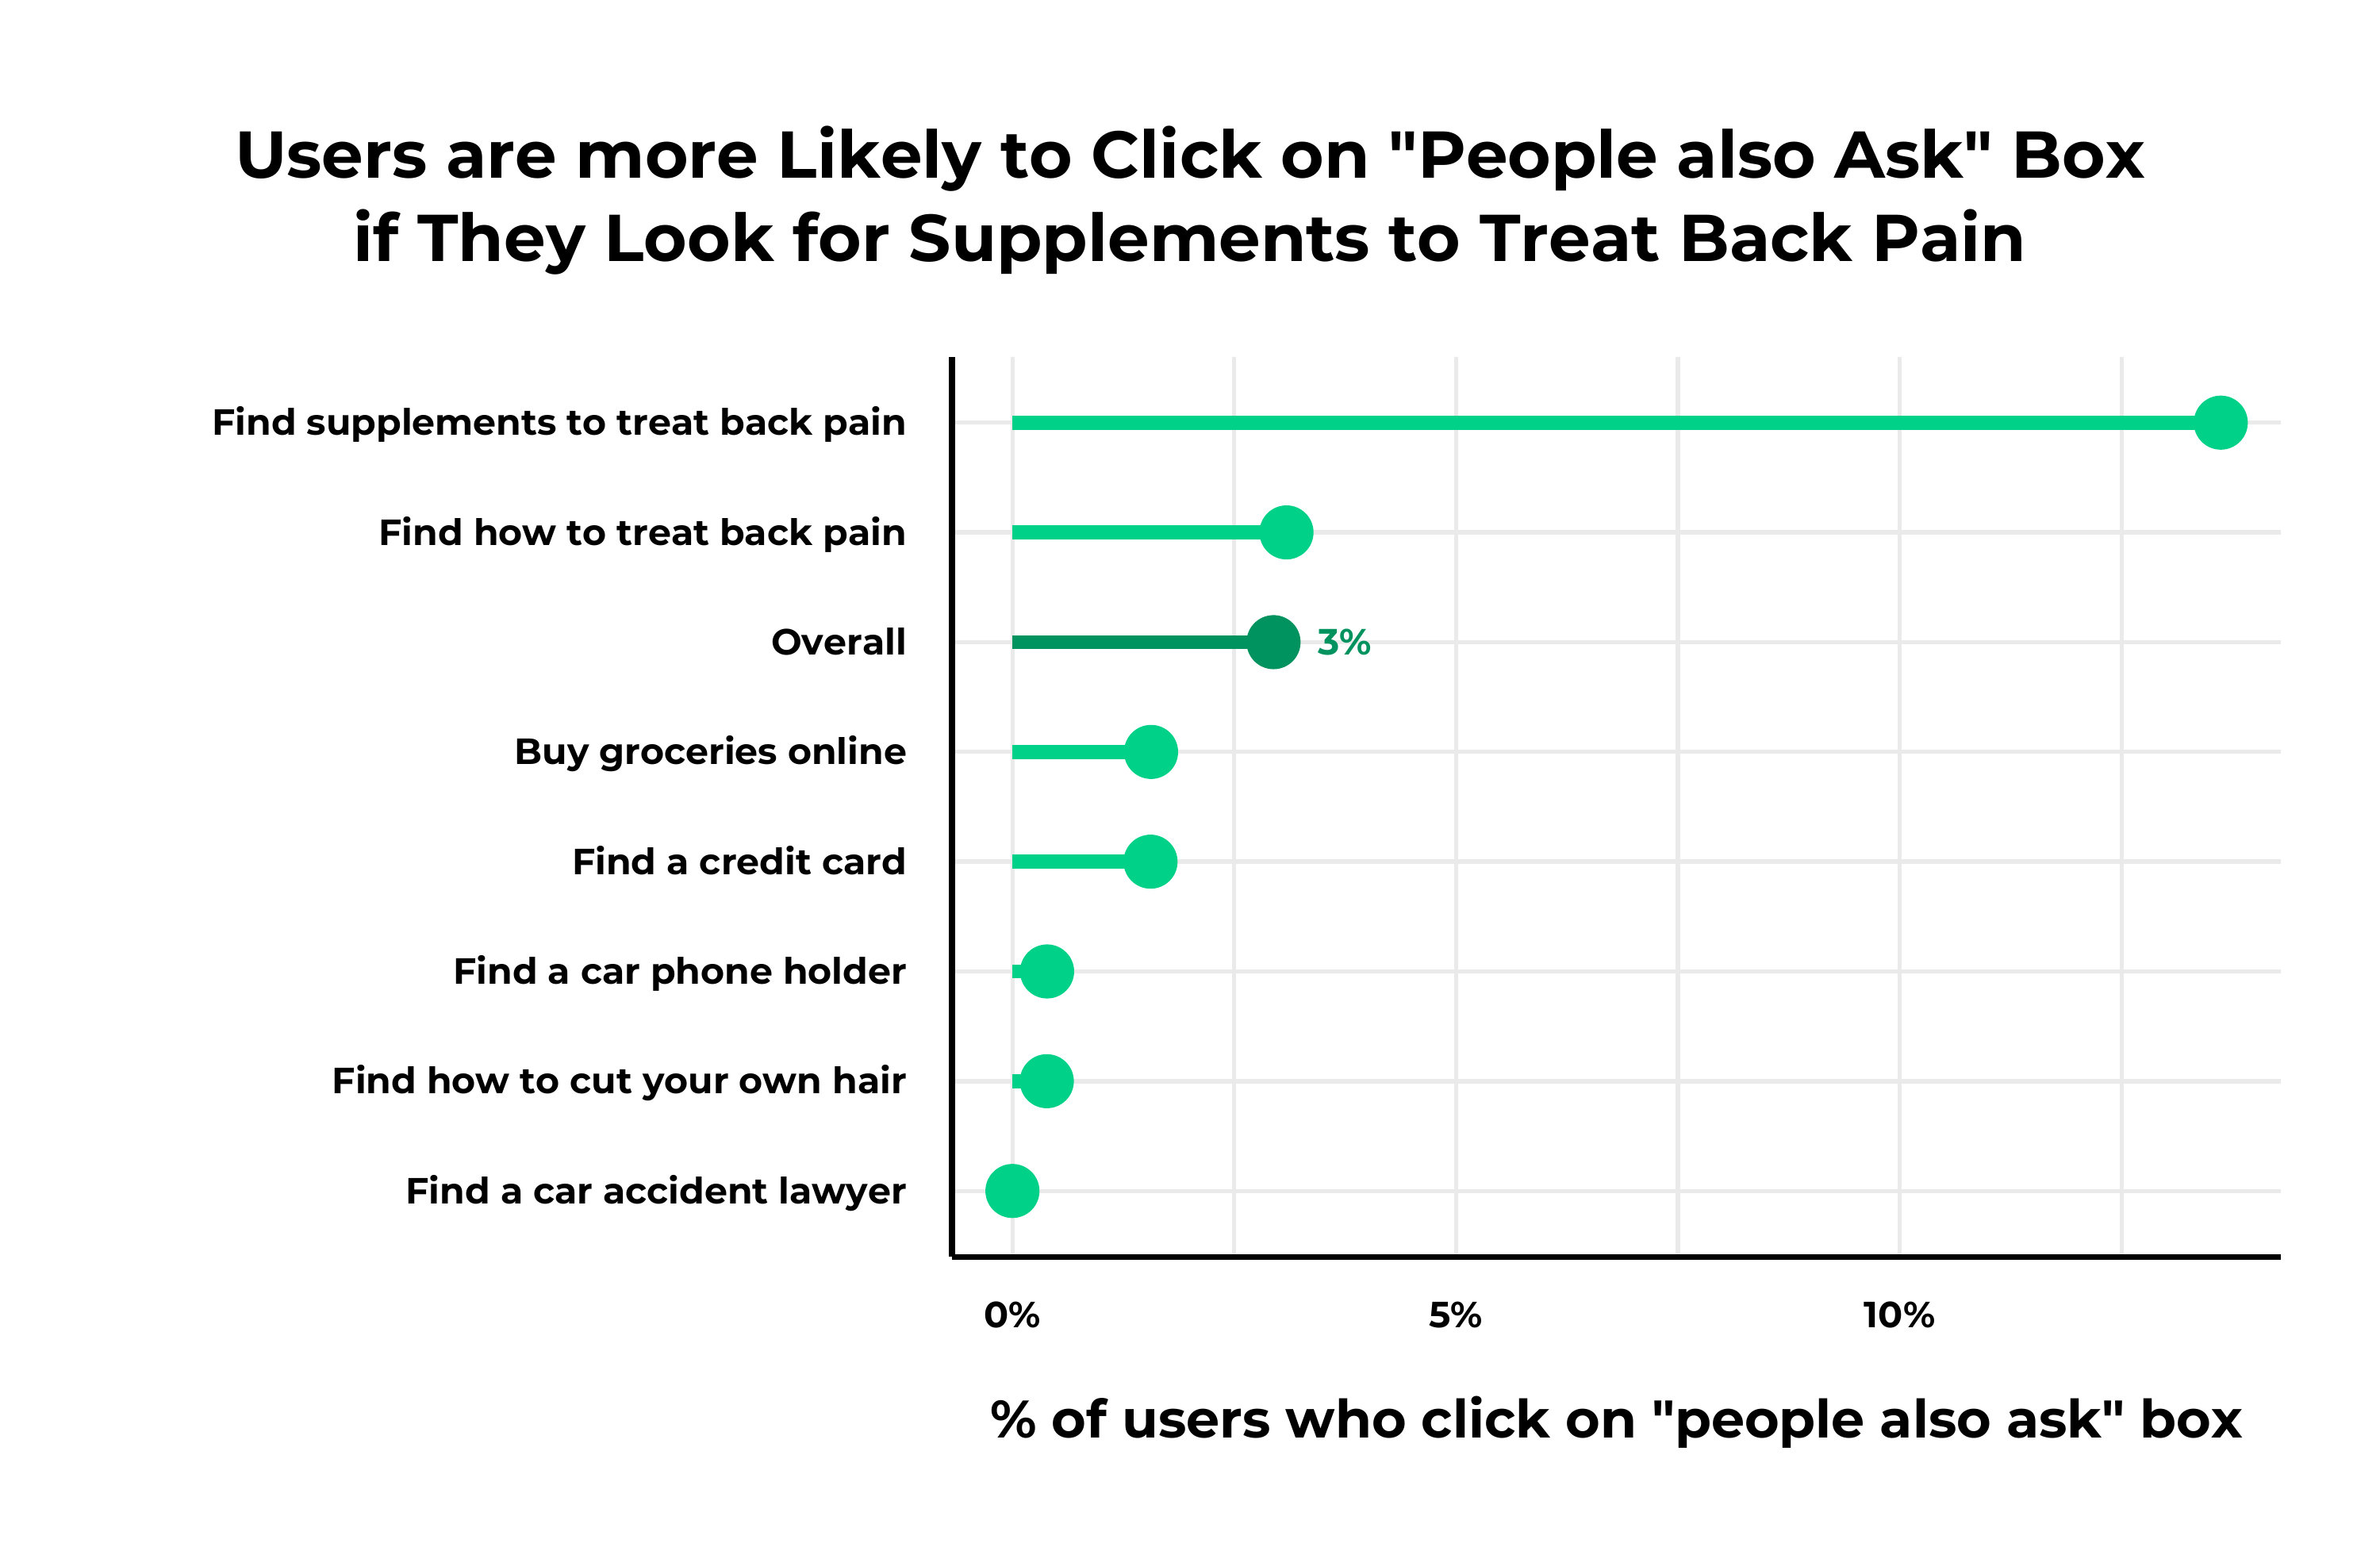 Users are more Likely to Click on "People also Ask" Box
if They Look for Supplements to Treat Back Pain
Find supplements to treat back pain
Find how to treat back pain
Overall
3%
Buy groceries online
Find a credit card
Find a car phone holder
Find how to cut your own hair
Find a car accident lawyer
0%
5%
10%
% of users who click on "people also ask" box